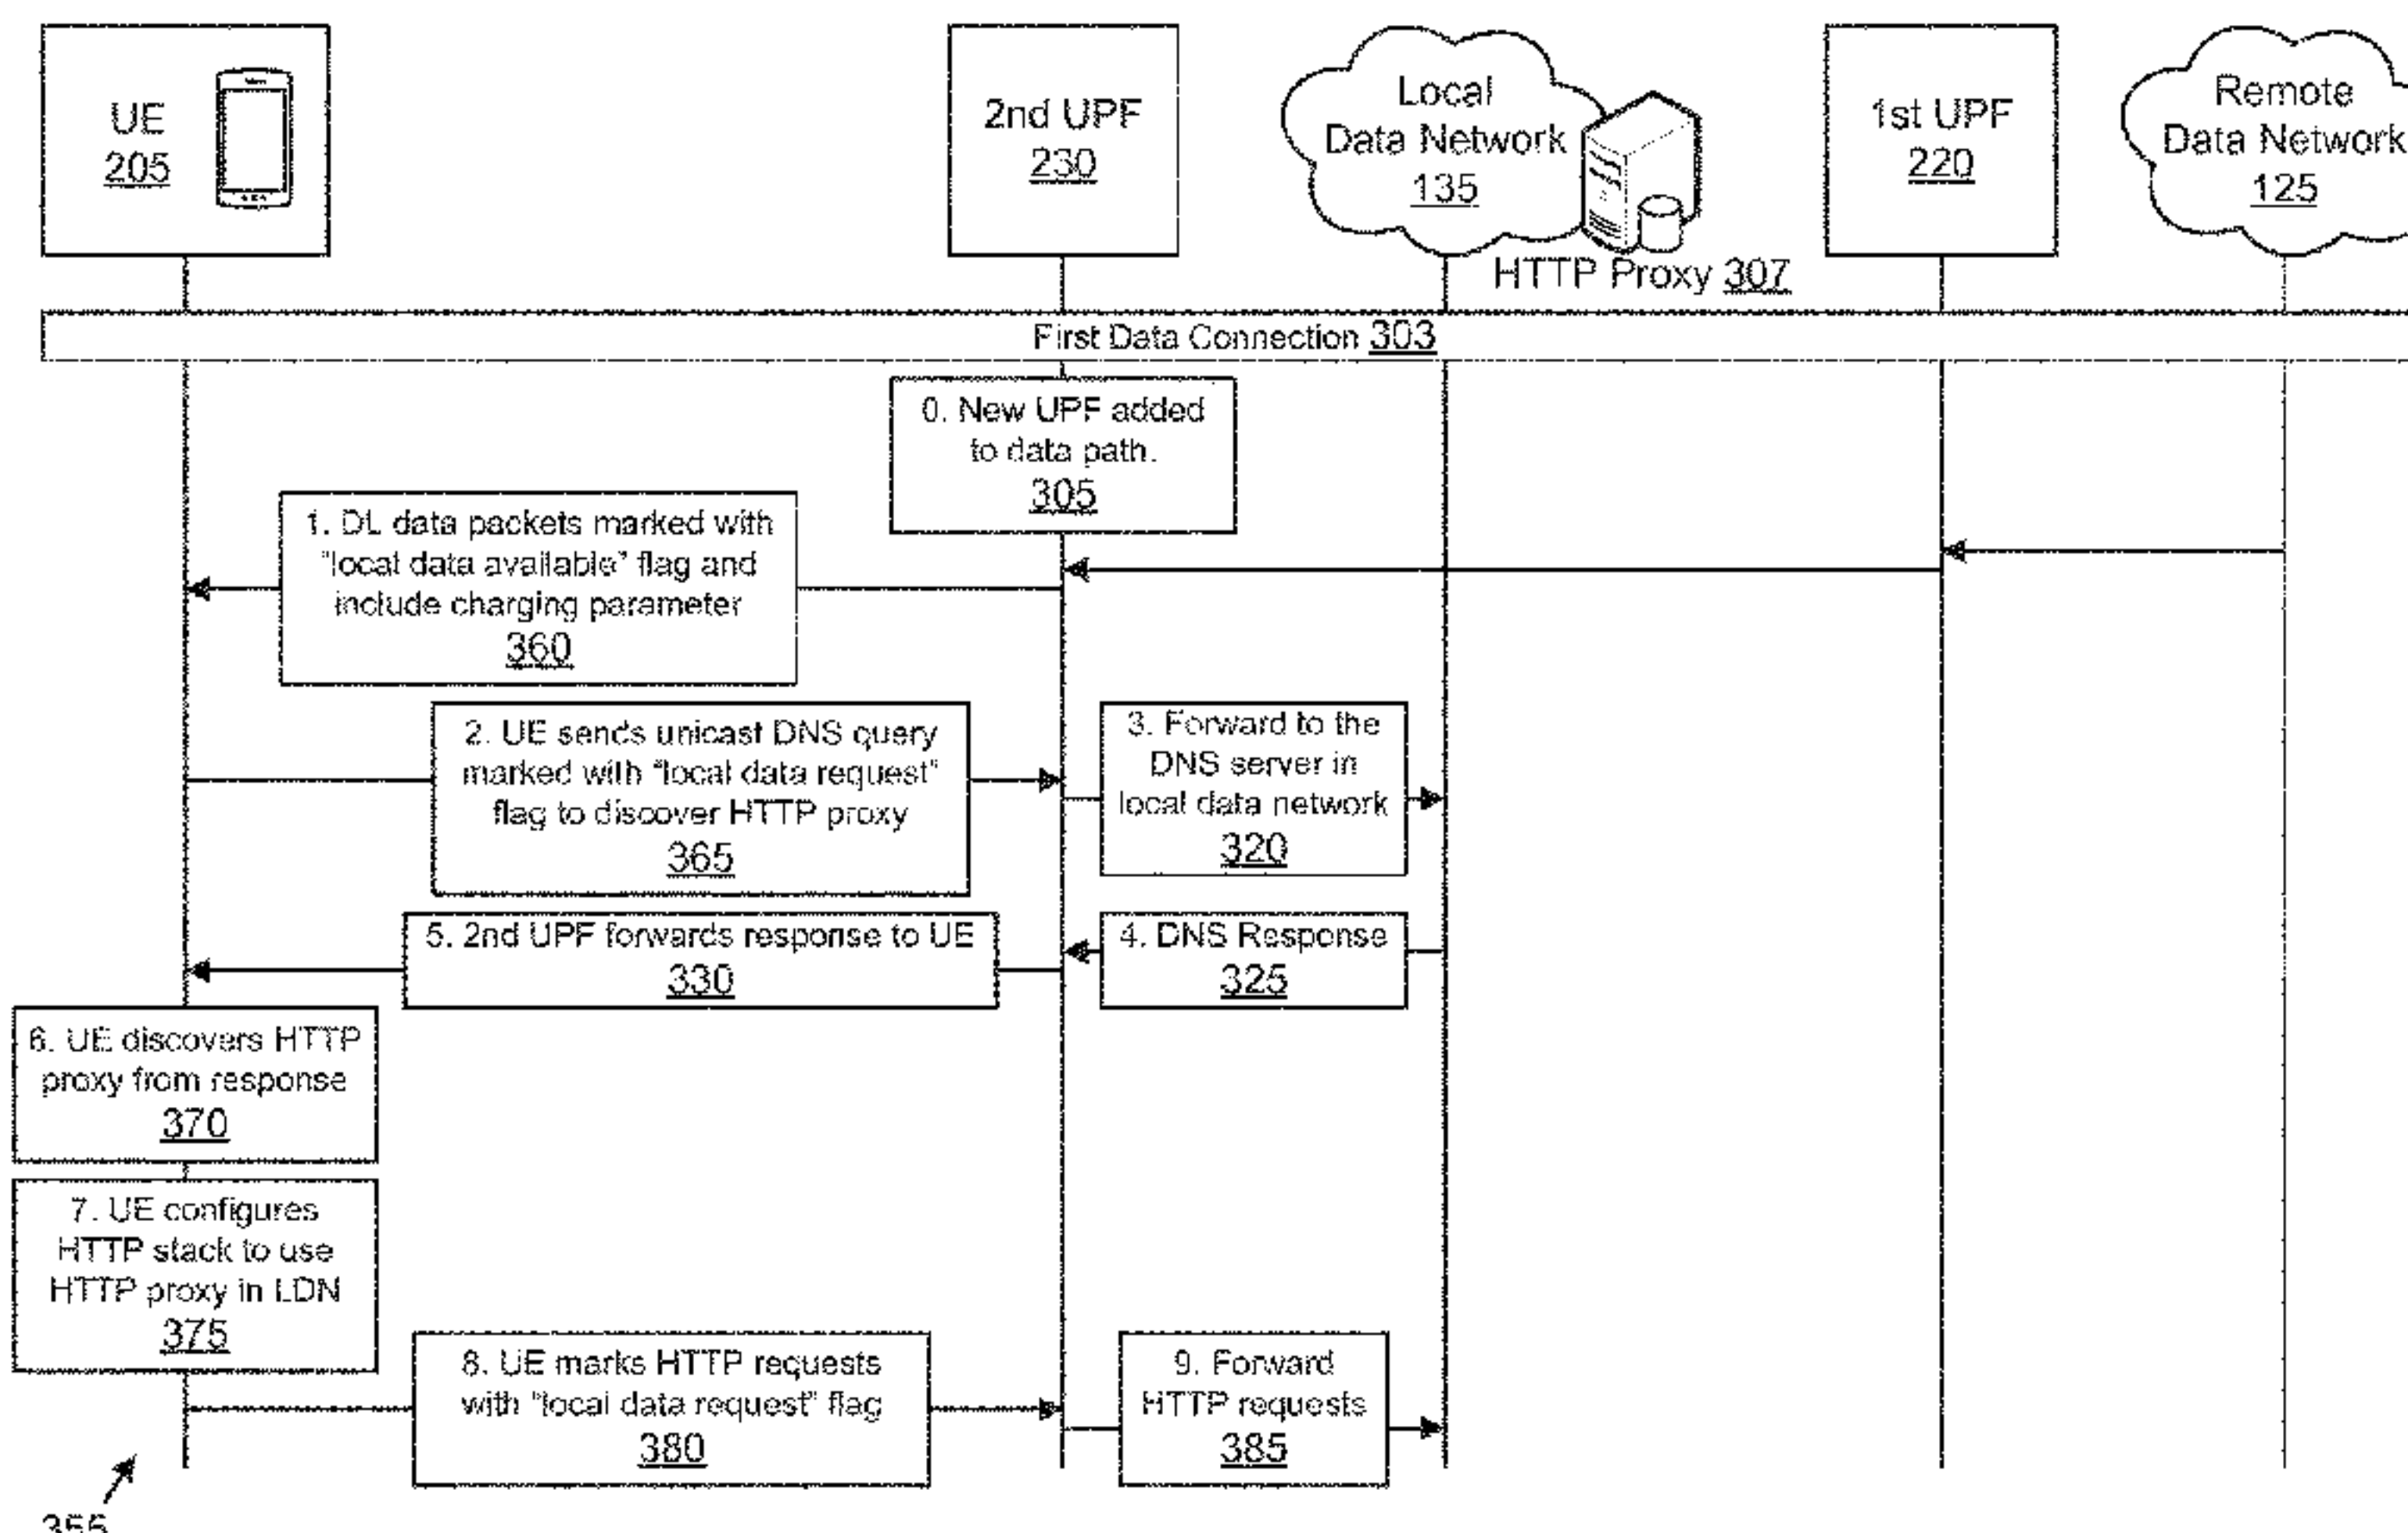 UE
205
2nd UPF
230
Local
Data Network
135
HTTP Proxy 307
1st UPF
220
Remote
Data Network
125
First Data Connection 303
0. New UPF added
to data path.
305
1. DL data packets marked with
"local data available" flag and
include charging parameter
360
2. UE sends unicast DNS query
marked with "local data request"
flag to discover HTTP proxy
365
3. Forward to the
DNS server in
local data network
320
5. 2nd UPF forwards response to UE
330
4. DNS Response
325
6. UE discovers HTTP
proxy from response
370
7. UE configures
HTTP stack to use
HTTP proxy in LDN
375
8. UE marks HTTP requests
with "local data request" flag
380
9. Forward
HTTP requests
385
355